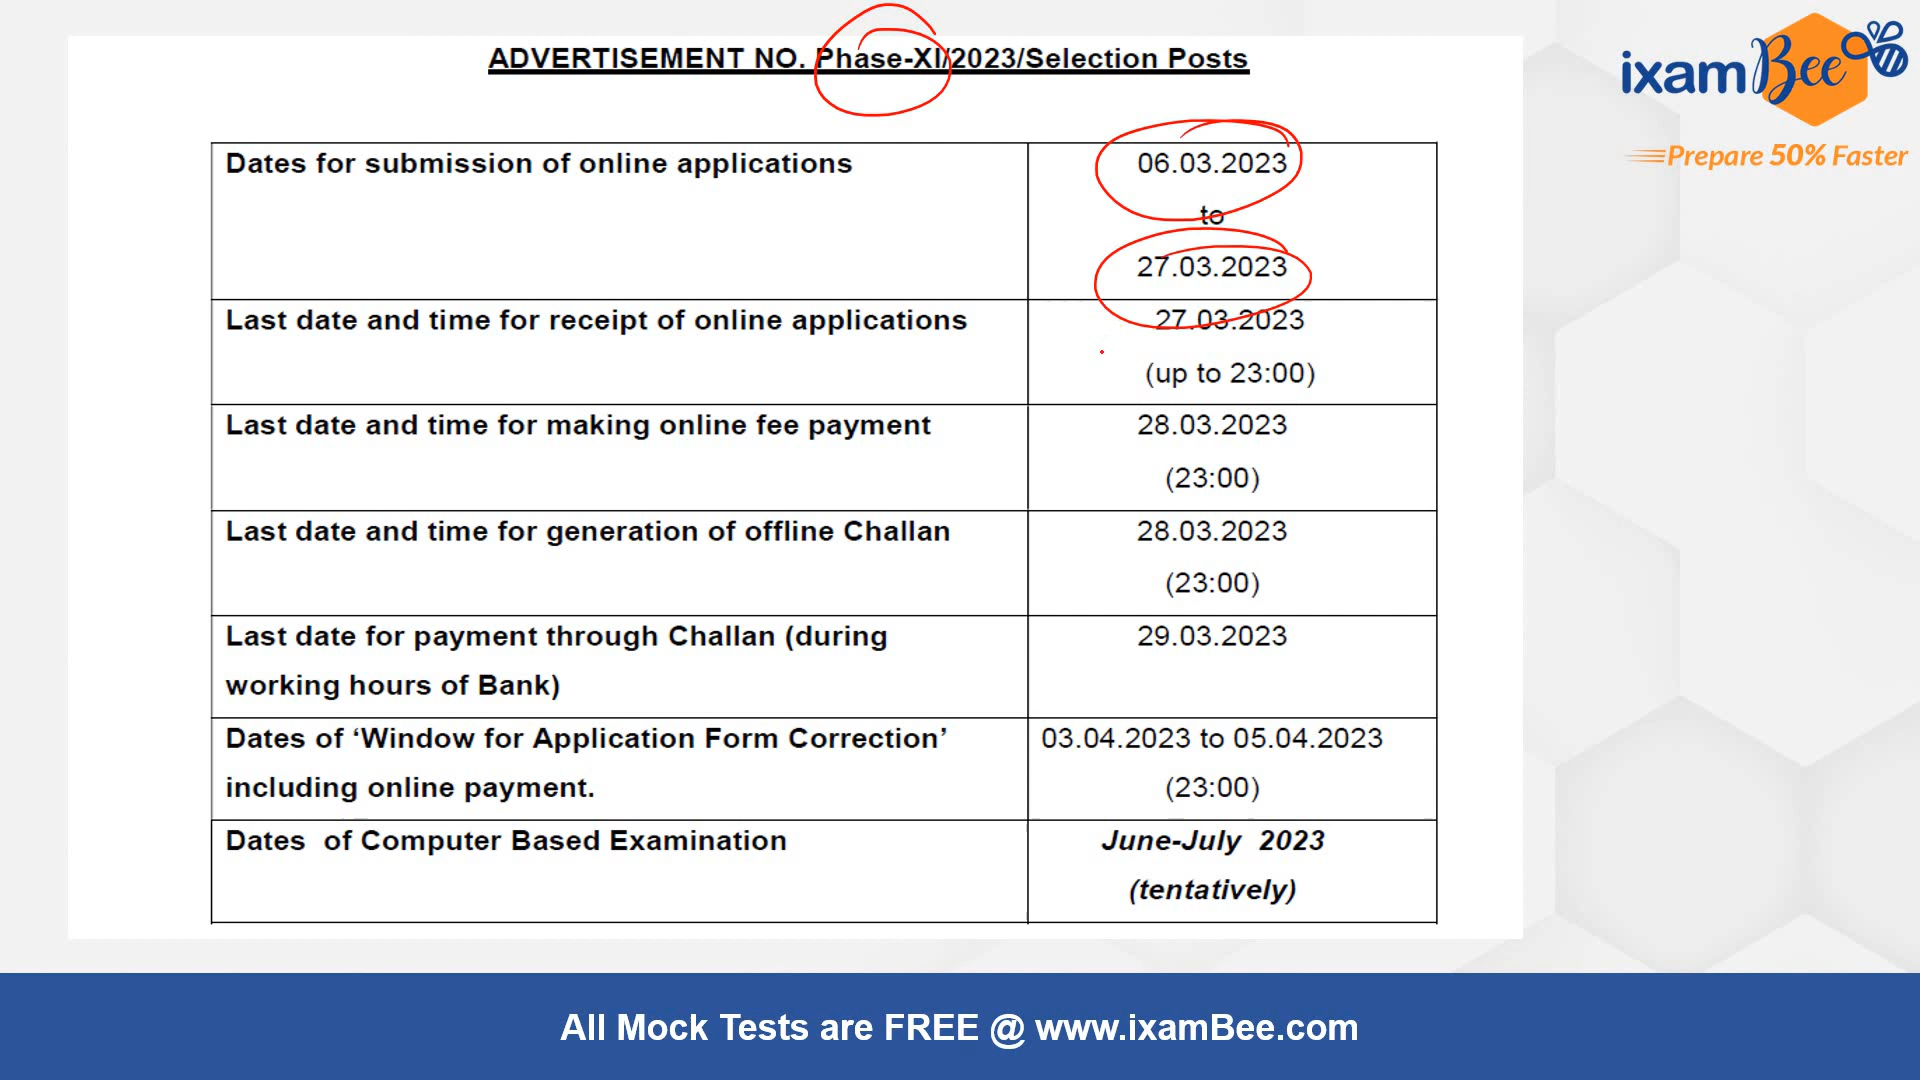 ADVERTISEMENT NO. Phase-XI/2023/Selection Posts
ixamBee
Prepare 50% Faster
Dates for submission of online applications
06.03.2023
to
27.03.2023
Last date and time for receipt of online applications
27.03.2023
(up to 23:00)
Last date and time for making online fee payment
28.03.2023
(23:00)
Last date and time for generation of offline Challan
28.03.2023
(23:00)
Last date for payment through Challan (during
working hours of Bank)
29.03.2023
Dates of ‘Window for Application Form Correction’
including online payment.
03.04.2023 to 05.04.2023
(23:00)
Dates of Computer Based Examination
June-July 2023
(tentatively)
All Mock Tests are FREE @ www.ixamBee.com